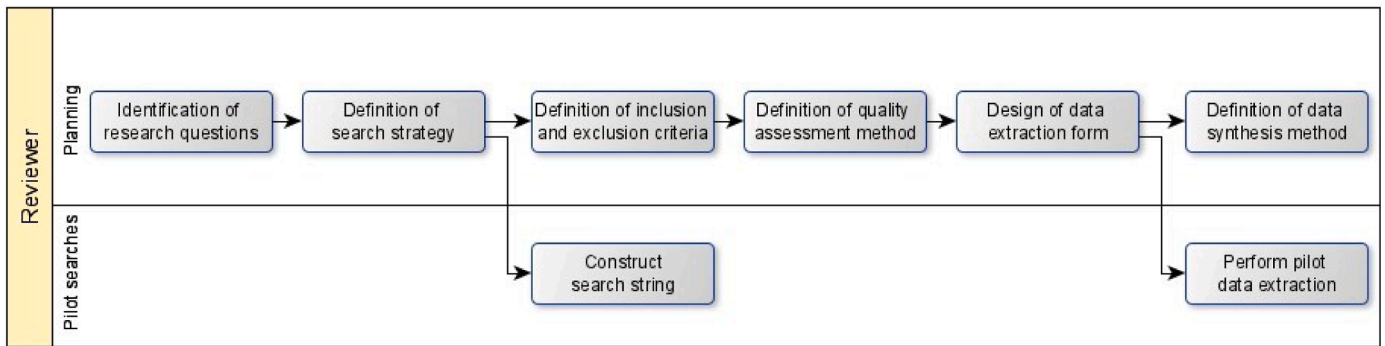 Reviewer
Planning
Identification of
research questions
Definition of
search strategy
Definition of inclusion
and exclusion criteria
Definition of quality
assessment method
Design of data
extraction form
Definition of data
synthesis method
Pilot searches
Construct
search string
Perform pilot
data extraction